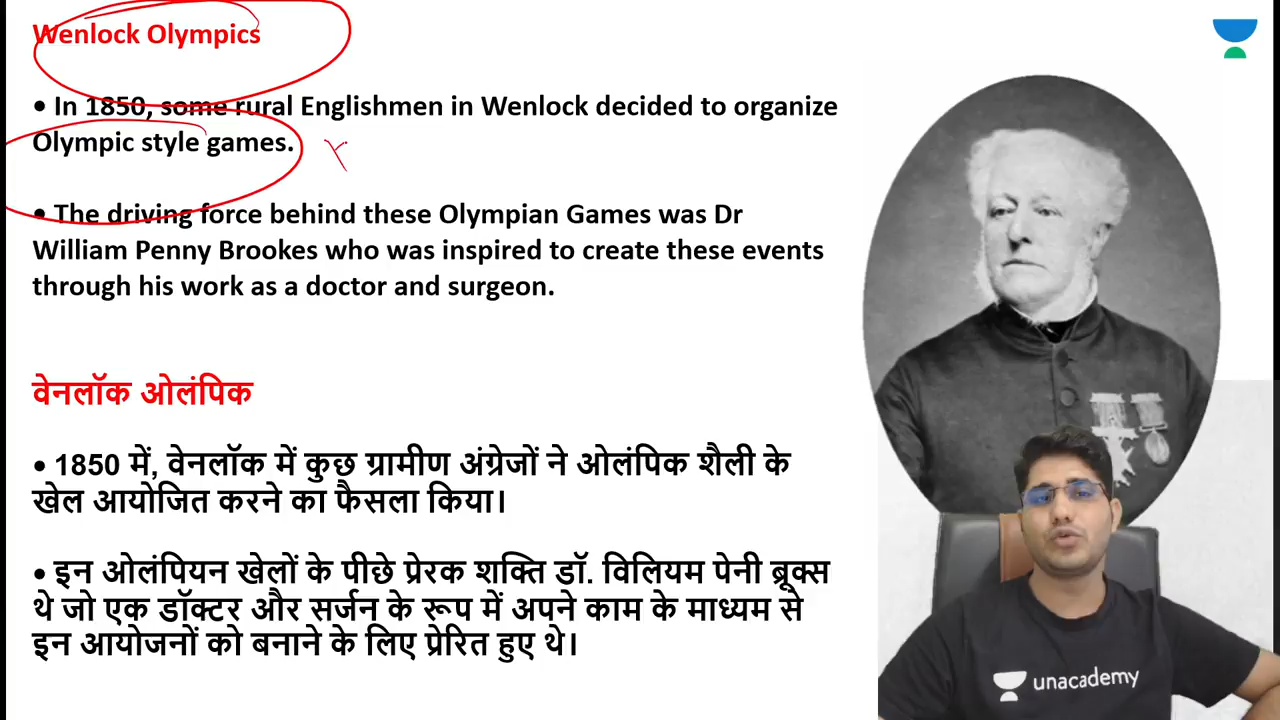 Wenlock Olympics
• In 1850, some rural Englishmen in Wenlock decided to organize
Olympic style games.
• The driving force behind these Olympian Games was Dr
William Penny Brookes who was inspired to create these events
through his work as a doctor and surgeon.
वेनलॉक ओलंपिक
• 1850 में, वेनलॉक में कुछ ग्रामीण अंग्रेजों ने ओलंपिक शैली के
खेल आयोजित करने का फैसला किया।
• इन ओलंपियन खेलों के पीछे प्रेरक शक्ति डॉ. विलियम पेनी ब्रूक्स
थे जो एक डॉक्टर और सर्जन के रूप में अपने काम के माध्यम से
इन आयोजनों को बनाने के लिए प्रेरित हुए थे।
unacademy